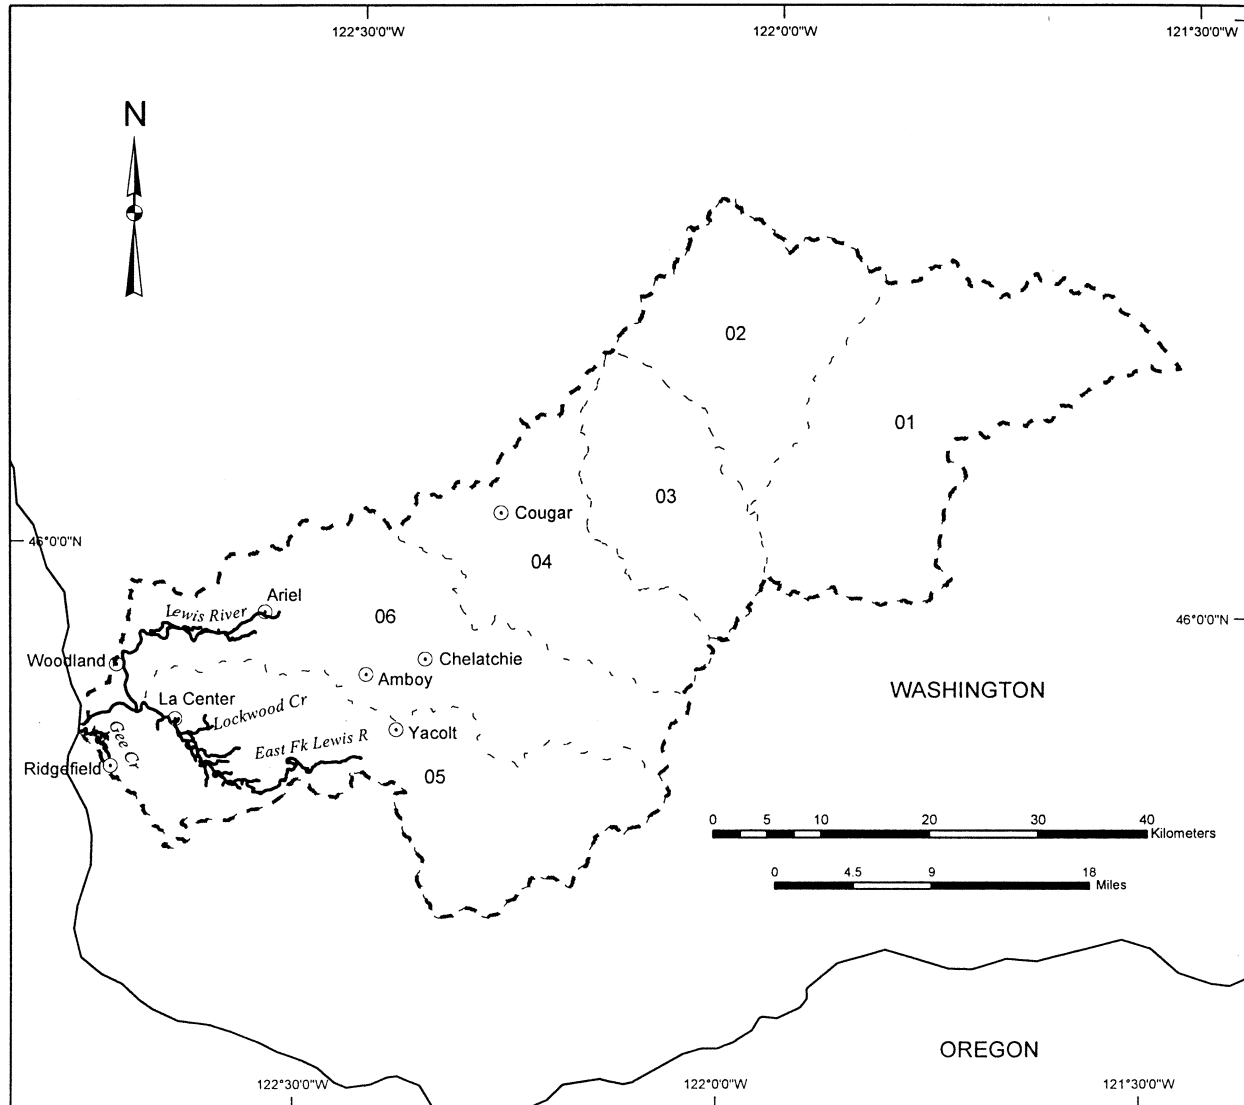 122°30'0"W
122°0'0"W
121°30'0"W
N
02
01
03
Cougar
46°0'0"N
04
Ariel
Lewis River
06
46°0'0"N
Woodland
Chelatchie
Amboy
WASHINGTON
La Center
Lockwood Cr
Gee Cr
Yacolt
East Fk Lewis R
Ridgefield
05
0 5 10 20 30 40
Kilometers
0 4.5 9 18
Miles
OREGON
122°30'0"W
122°0'0"W
121°30'0"W